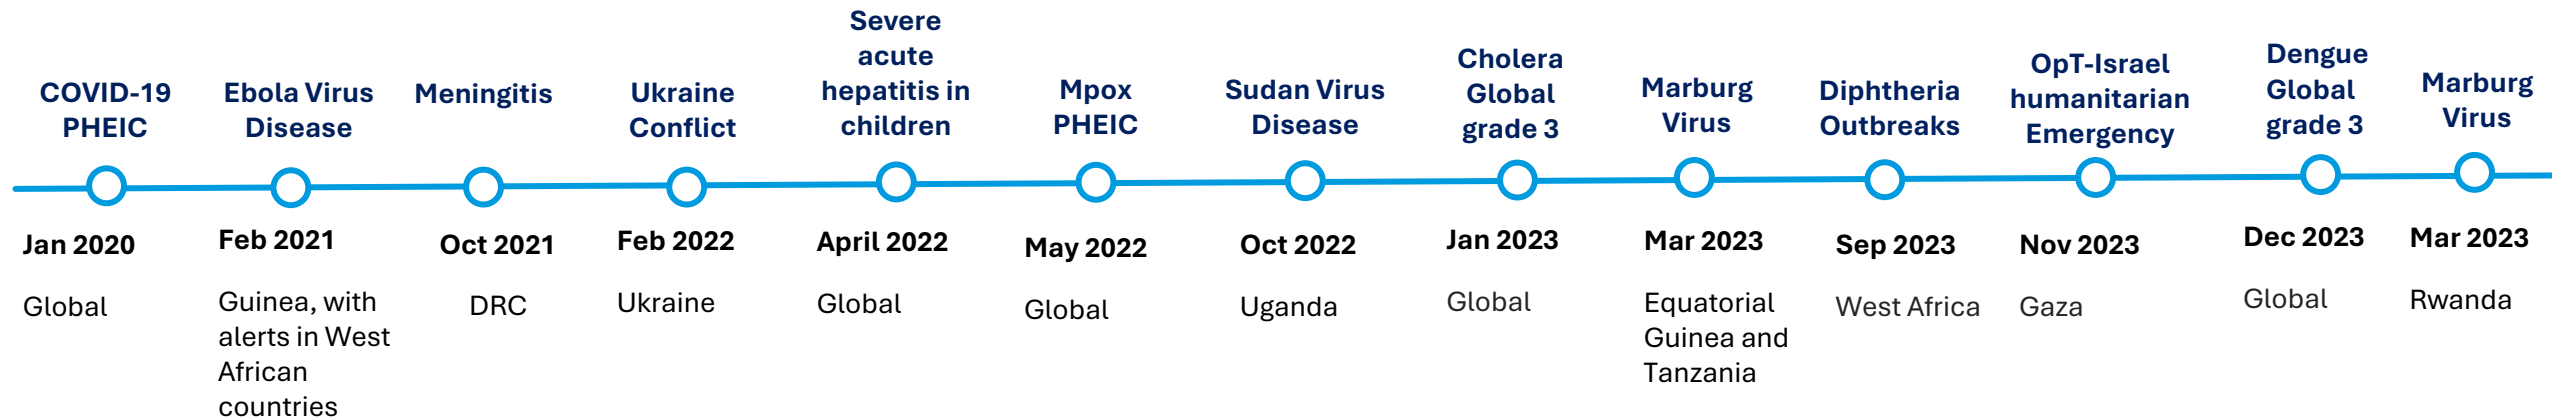 COVID-19
PHEIC
Jan 2020
Global
Ebola Virus
Disease
Feb 2021
Guinea, with
alerts in West
African
countries
Meningitis
Oct 2021
DRC
Ukraine
Conflict
Feb 2022
Ukraine
Severe
acute
hepatitis in
children
April 2022
Global
Mpox
PHEIC
May 2022
Global
Sudan Virus
Disease
Oct 2022
Uganda
Cholera
Global
grade 3
Jan 2023
Global
Marburg
Virus
Mar 2023
Equatorial
Guinea and
Tanzania
Diphtheria
Outbreaks
Sep 2023
West Africa
OpT-Israel
humanitarian
Emergency
Nov 2023
Gaza
Dengue
Global
grade 3
Dec 2023
Global
Marburg
Virus
Mar 2023
Rwanda